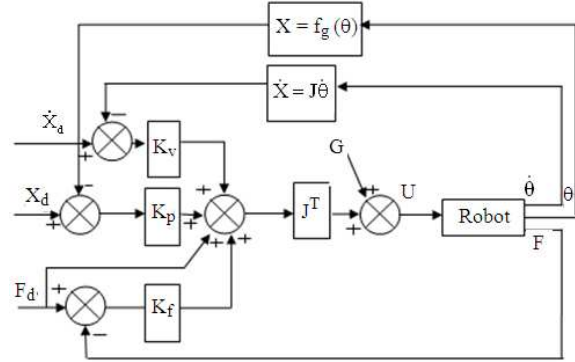 X = f_g (θ)
Ẋ = Jθ̇
Ẋ_d
K_v
G
X_d
K_p
J^T
U
Robot
θ̇
θ
F
F_d
K_f